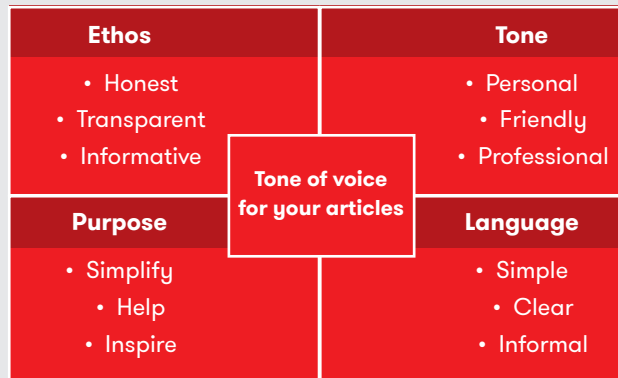 Ethos
• Honest
• Transparent
• Informative
Tone
• Personal
• Friendly
• Professional
Tone of voice
for your articles
Purpose
• Simplify
• Help
• Inspire
Language
• Simple
• Clear
• Informal